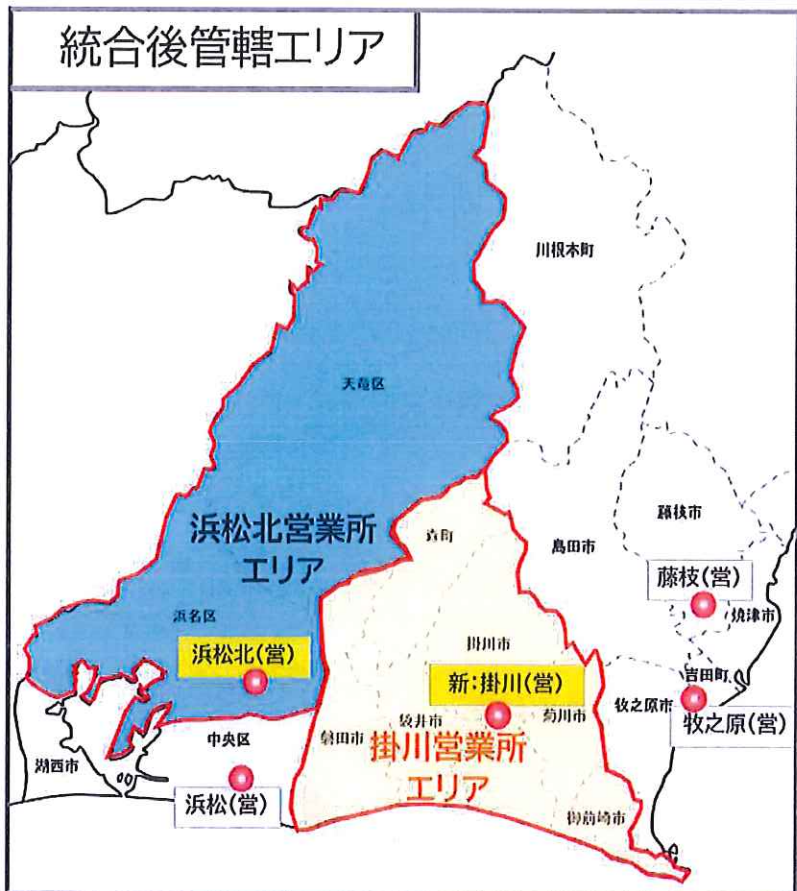 統合後管轄エリア
川根本町
天竜区
浜松北営業所
エリア
森町
島田市
藤枝市
藤枝(営)
焼津市
浜名区
浜松北(営)
掛川市
新:掛川(営)
吉田町
牧之原市
牧之原(営)
菊川市
袋井市
磐田市
中央区
掛川営業所
エリア
湖西市
浜松(営)
御前崎市